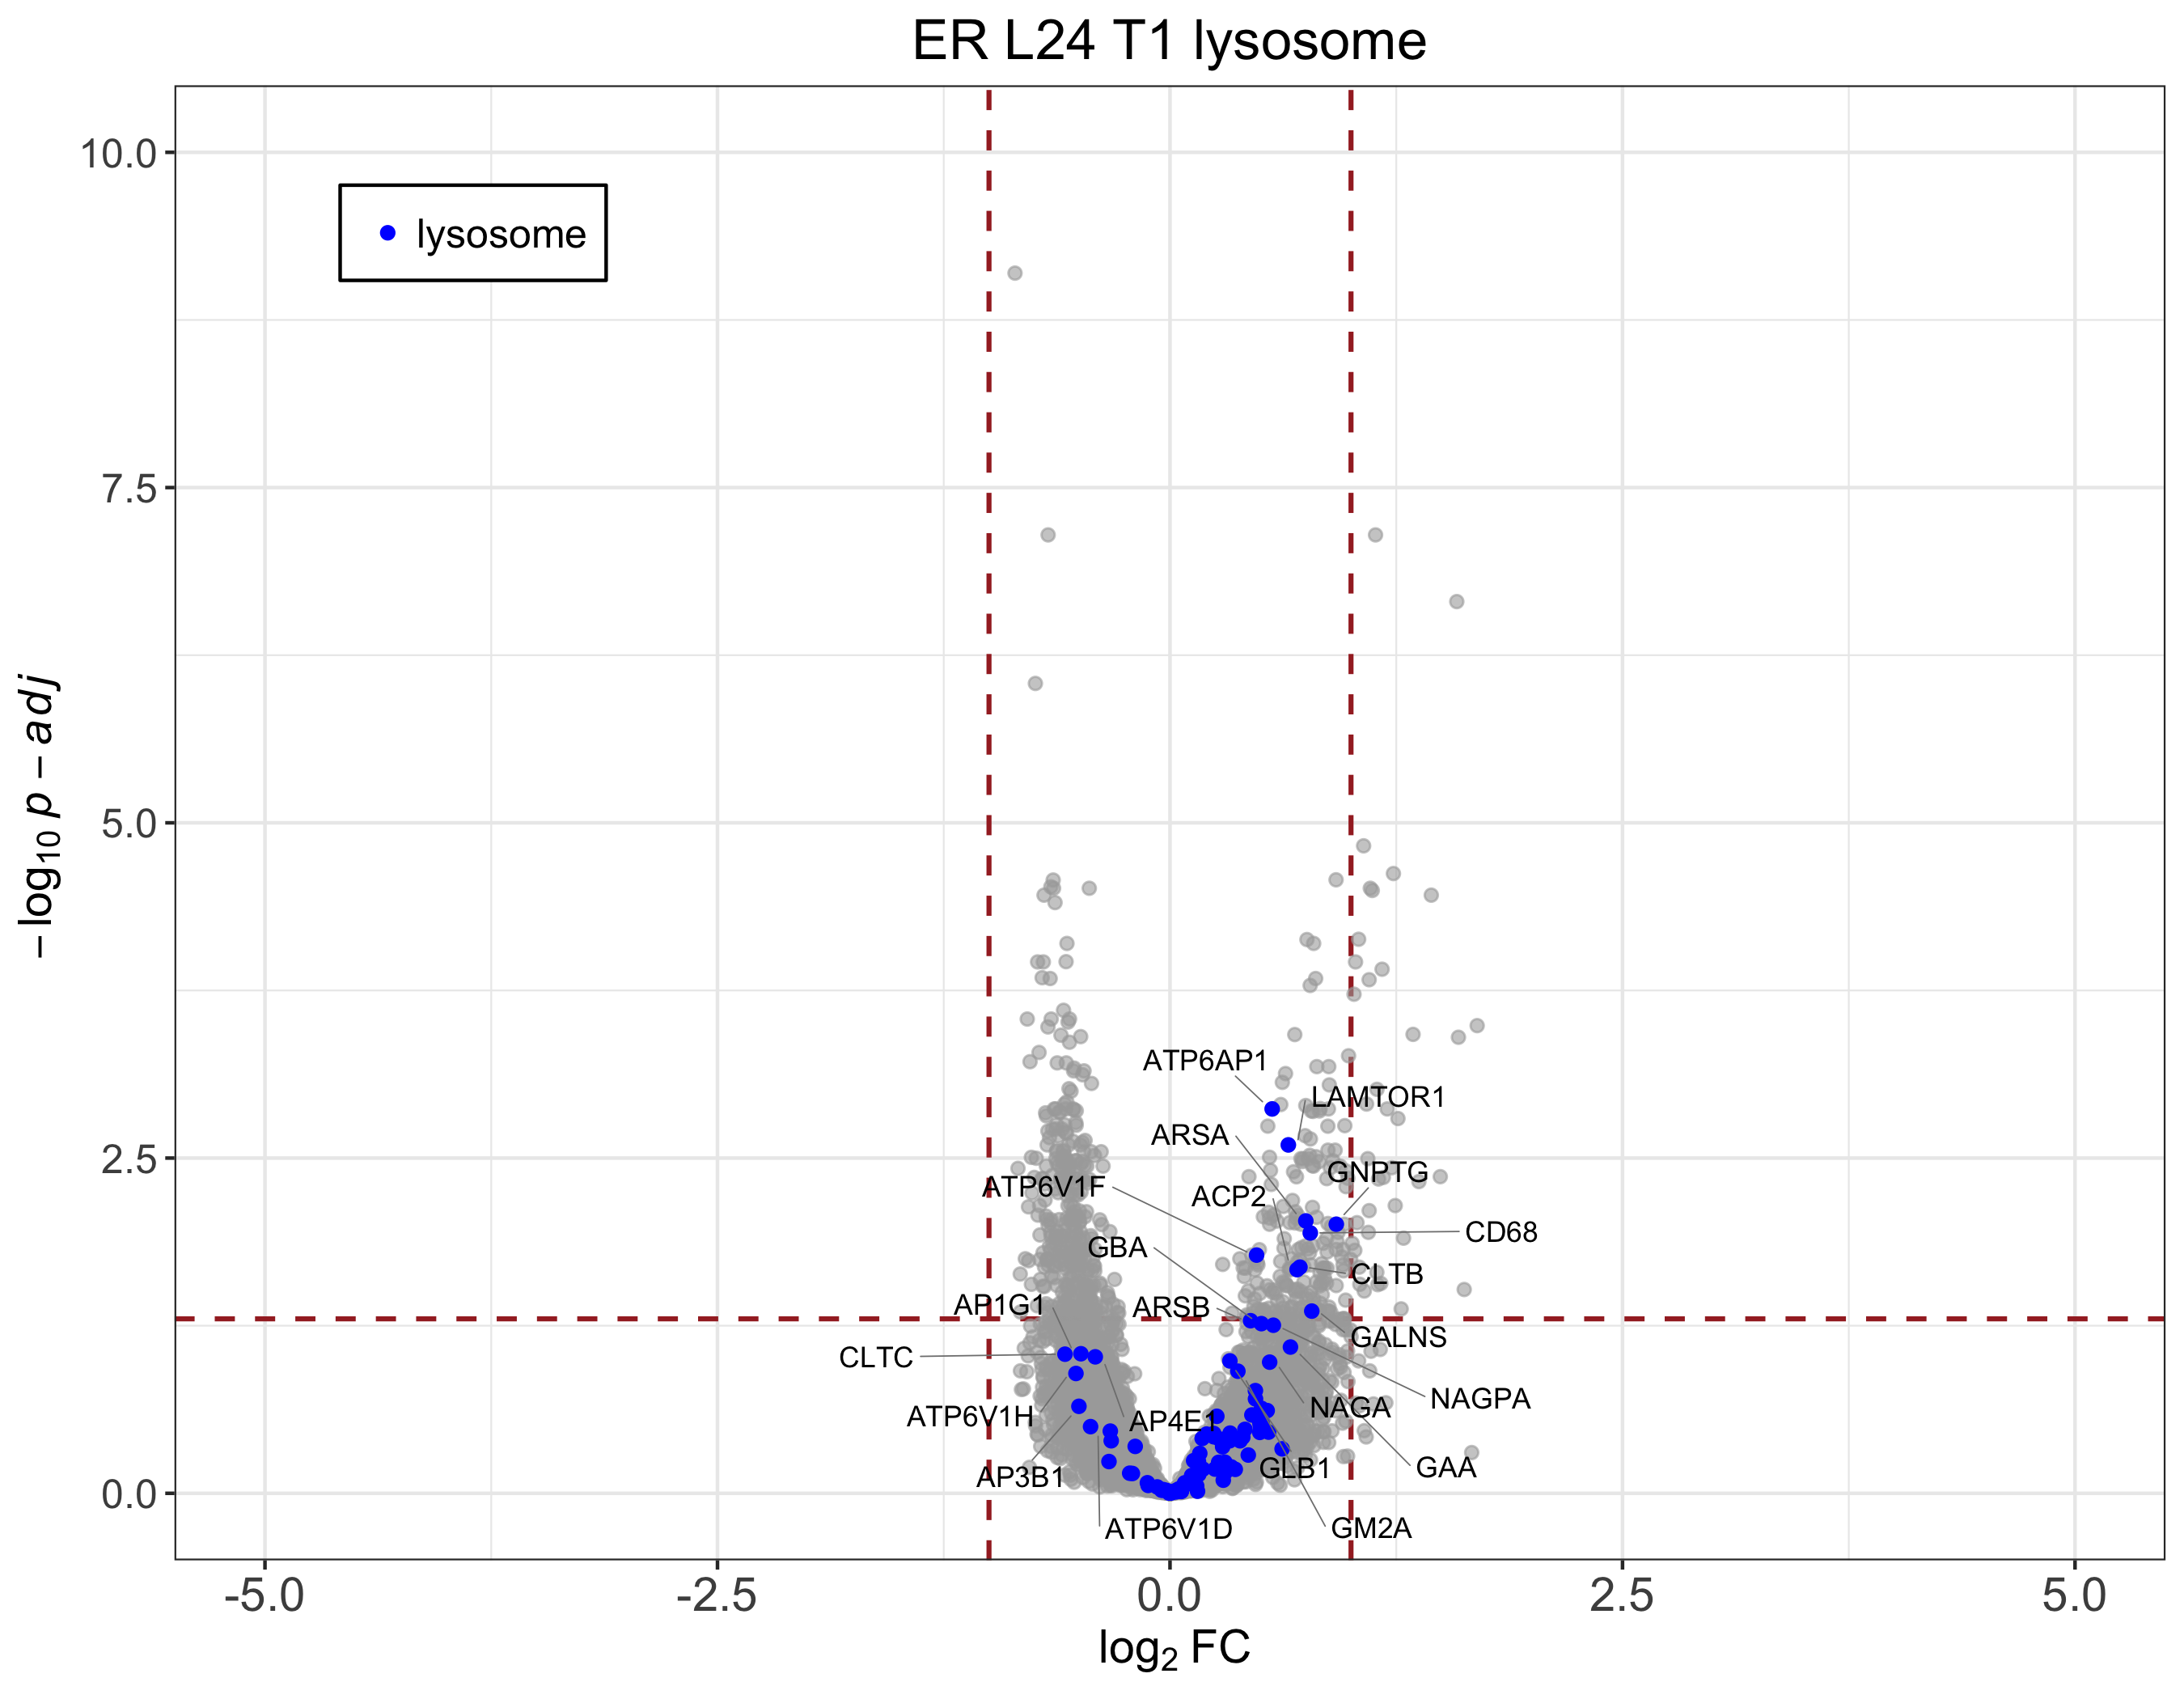 ER L24 T1 lysosome
10.0
7.5
5.0
2.5
0.0
−log10 p − adj
lysosome
ATP6AP1
LAMTOR1
ARSA
GNPTG
ATP6V1F
ACP2
CD68
GBA
CLTB
AP1G1
ARSB
GALNS
CLTC
NAGPA
ATP6V1H
AP4E1
NAGA
AP3B1
GLB1
GAA
ATP6V1D
GM2A
-5.0
-2.5
0.0
2.5
5.0
log2 FC